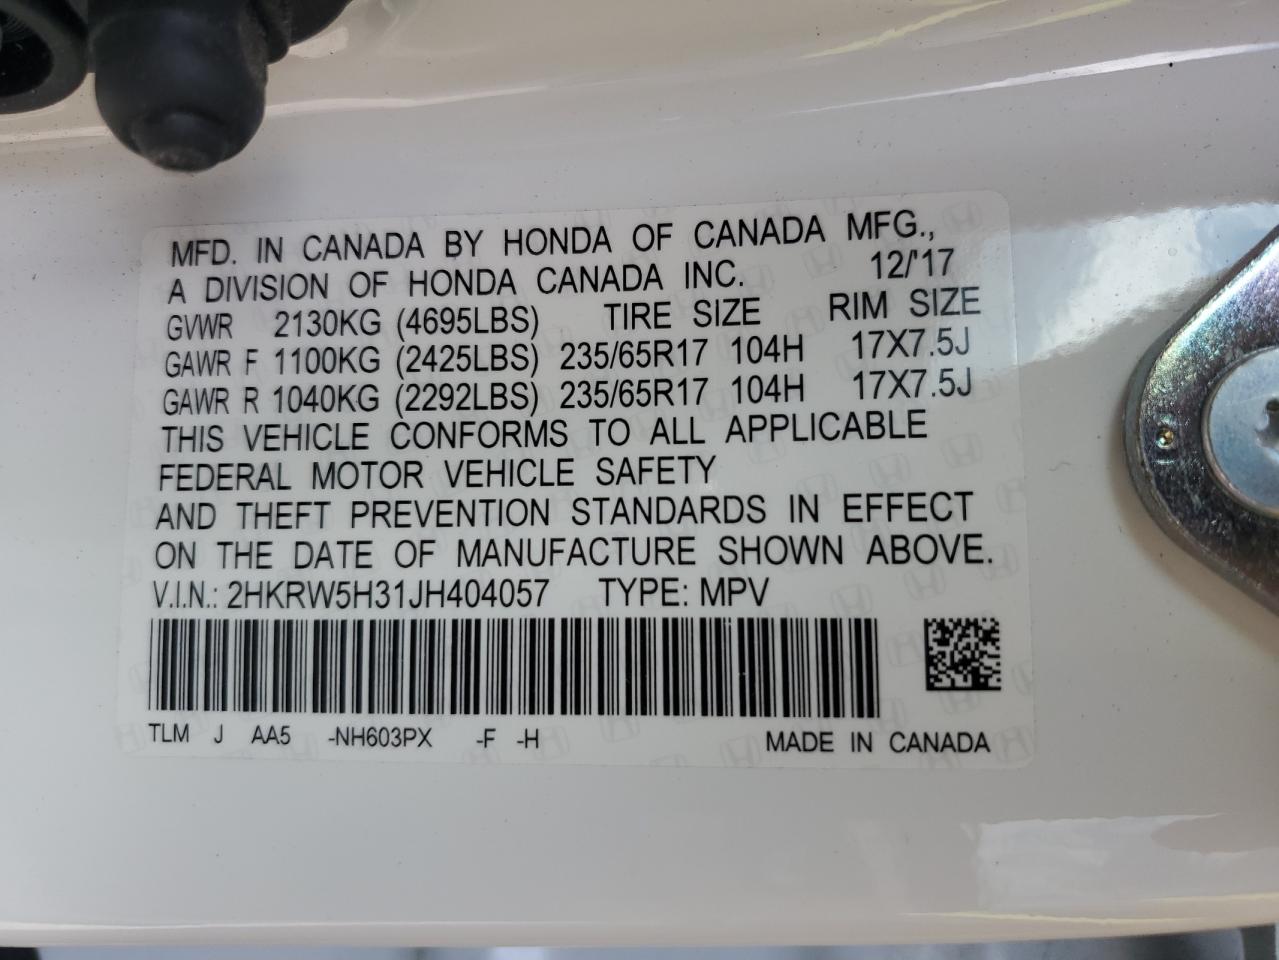 MFD. IN CANADA BY HONDA OF CANADA MFG.,
A DIVISION OF HONDA CANADA INC. 12/'17
GVWR 2130KG (4695LBS) TIRE SIZE RIM SIZE
GAWR F 1100KG (2425LBS) 235/65R17 104H 17X7.5J
GAWR R 1040KG (2292LBS) 235/65R17 104H 17X7.5J
THIS VEHICLE CONFORMS TO ALL APPLICABLE
FEDERAL MOTOR VEHICLE SAFETY
AND THEFT PREVENTION STANDARDS IN EFFECT
ON THE DATE OF MANUFACTURE SHOWN ABOVE.
V.I.N.: 2HKRW5H31JH404057 TYPE: MPV
TLM J AA5 -NH603PX -F -H MADE IN CANADA